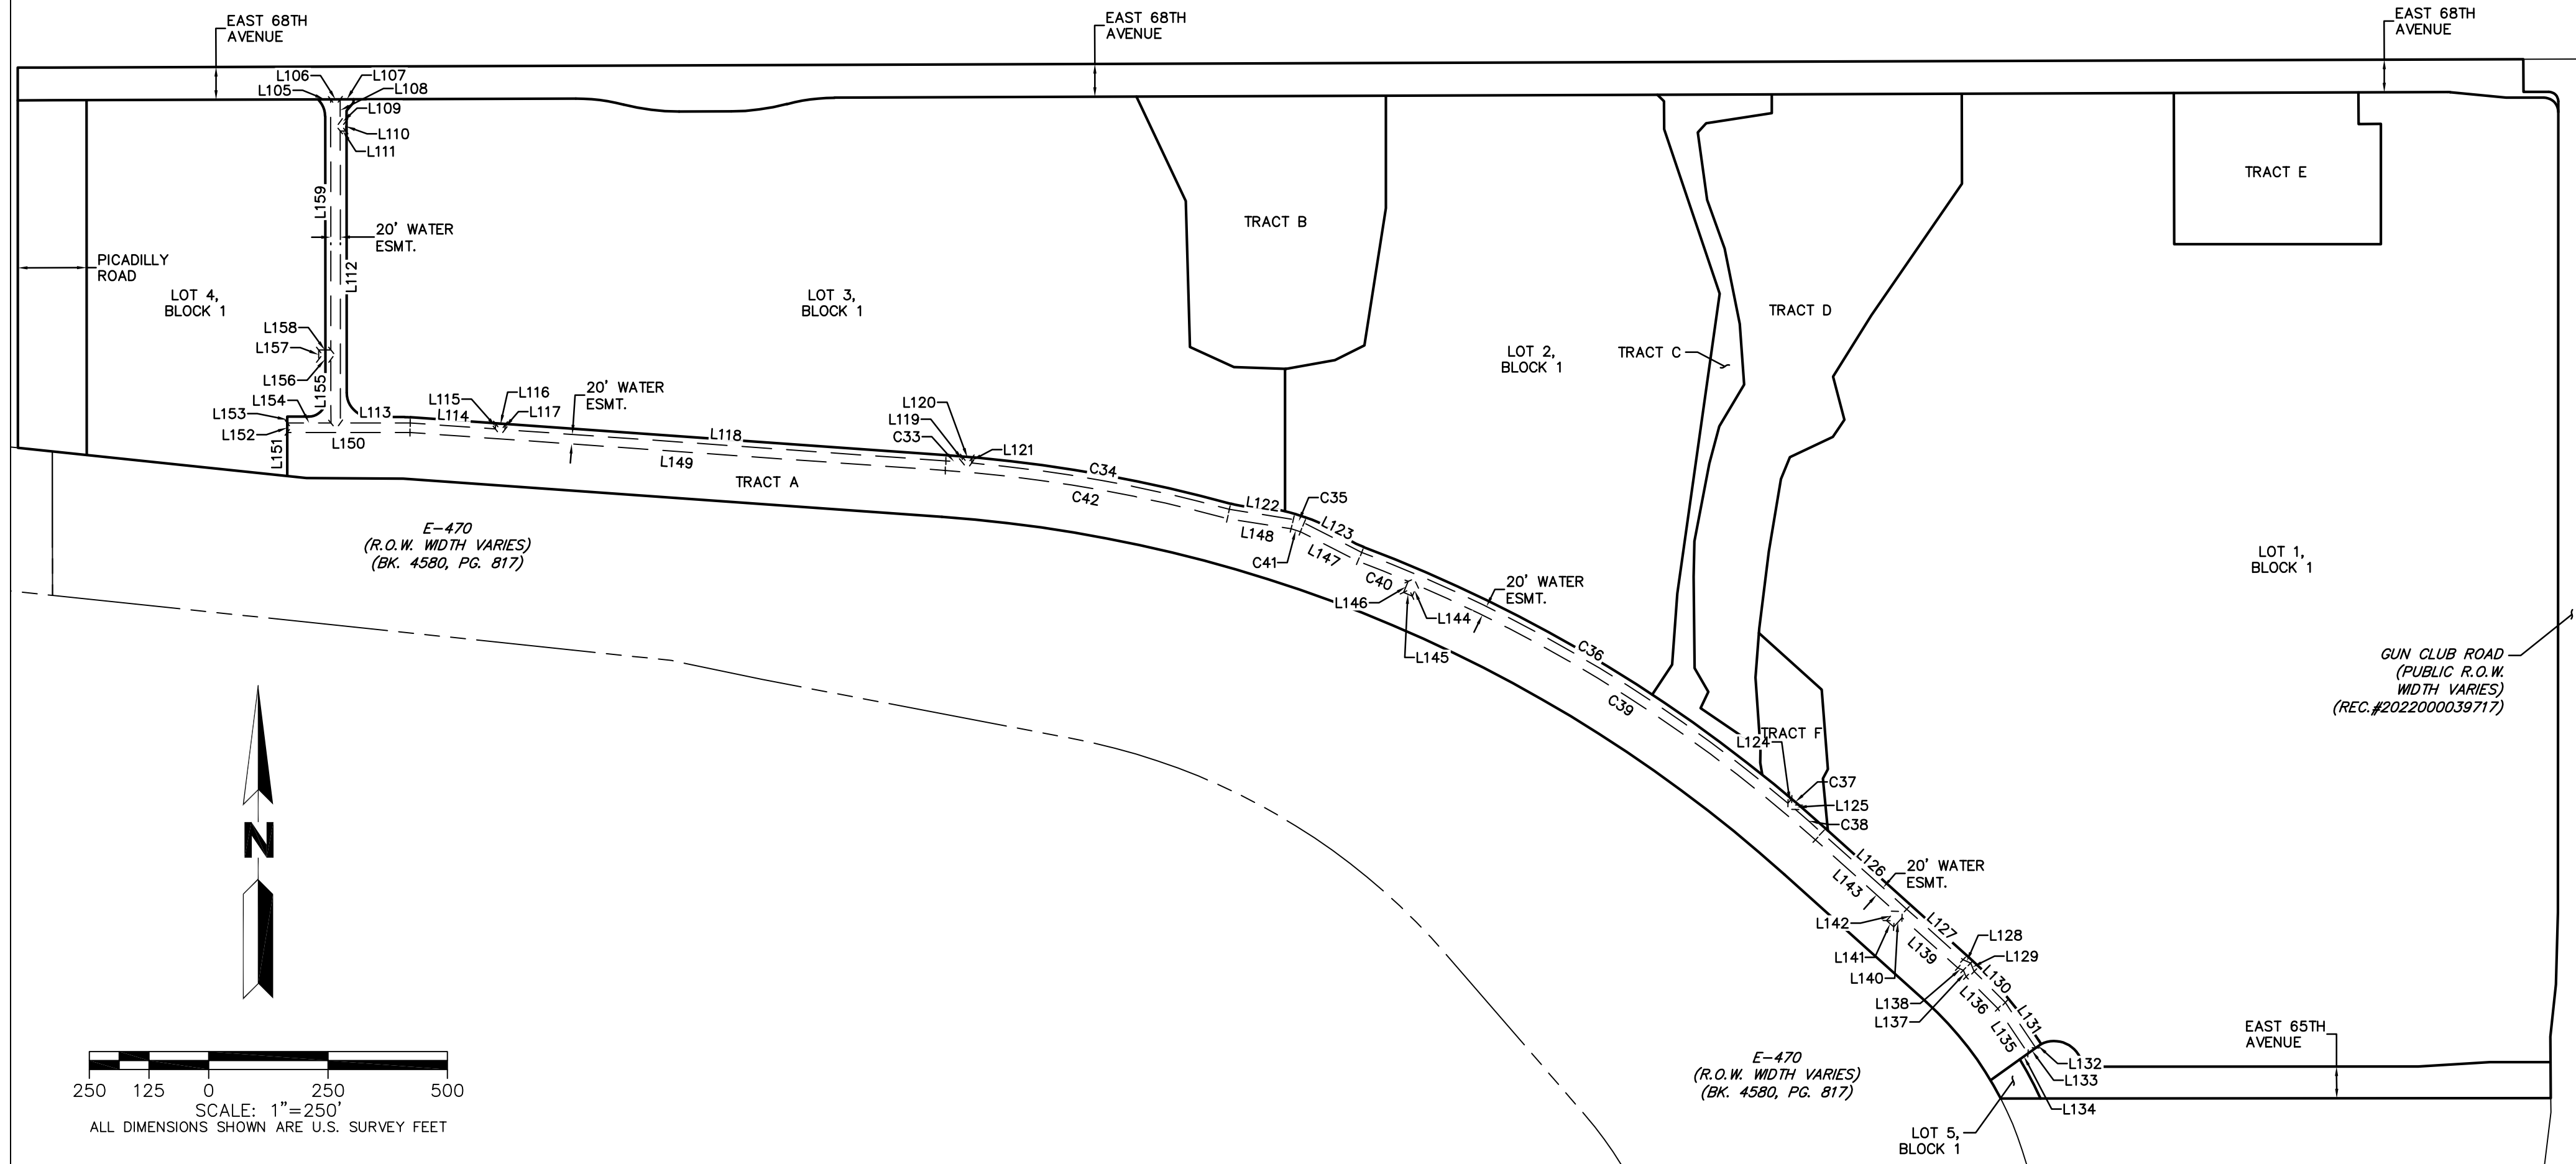 EAST 68TH
AVENUE
EAST 68TH
AVENUE
EAST 68TH
AVENUE
L106
L107
L105
L108
L109
L110
L111
L159
20' WATER
ESMT.
L112
PICADILLY
ROAD
LOT 4,
BLOCK 1
LOT 3,
BLOCK 1
TRACT B
TRACT E
TRACT D
TRACT C
LOT 2,
BLOCK 1
L158
L157
L156
L155
L154
L153
L152
L151
L150
L113
L114
L115
L116
L117
20' WATER
ESMT.
L118
L149
L120
L119
C33
L121
TRACT A
C34
C42
L122
C35
L123
L148
C41
L147
C40
L146
L144
L145
20' WATER
ESMT.
C36
C39
E-470
(R.O.W. WIDTH VARIES)
(BK. 4580, PG. 817)
LOT 1,
BLOCK 1
GUN CLUB ROAD
(PUBLIC R.O.W.
WIDTH VARIES)
(REC.#2022000039717)
TRACT F
L124
C37
L125
C38
L126
20' WATER
ESMT.
L143
L142
L127
L128
L129
L141
L139
L140
L130
L138
L136
L137
L131
L135
L132
L133
L134
EAST 65TH
AVENUE
E-470
(R.O.W. WIDTH VARIES)
(BK. 4580, PG. 817)
LOT 5,
BLOCK 1
N
250 125 0 250 500
SCALE: 1"=250'
ALL DIMENSIONS SHOWN ARE U.S. SURVEY FEET